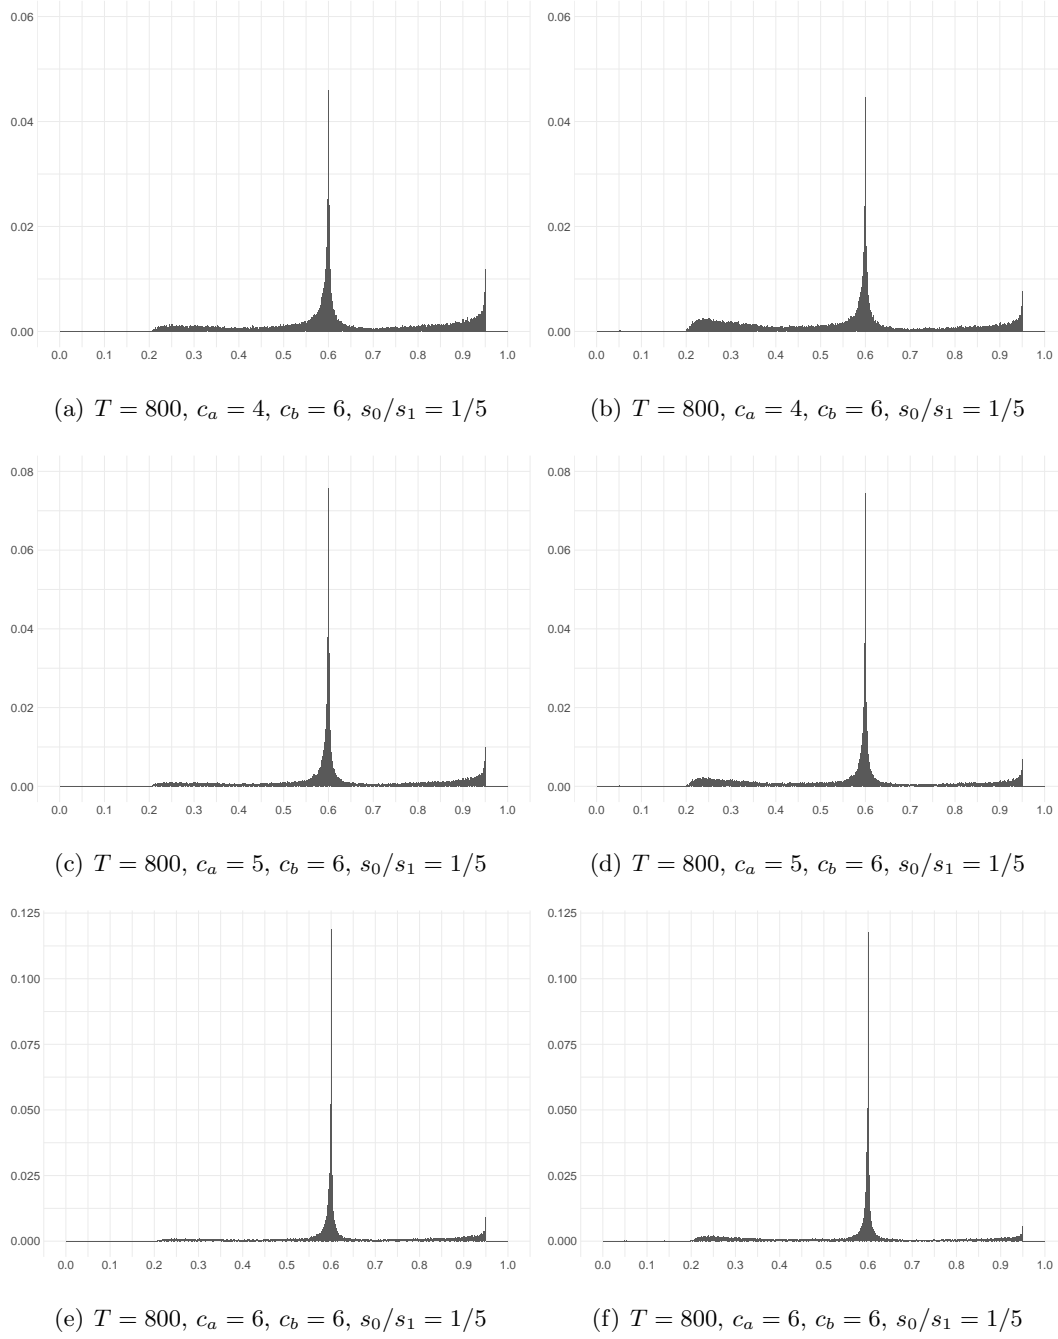 0.06 0.06
0.04 0.04
0.02 0.02
0.00 0.00
0.0 0.1 0.2 0.3 0.4 0.5 0.6 0.7 0.8 0.9 1.0 0.0 0.1 0.2 0.3 0.4 0.5 0.6 0.7 0.8 0.9 1.0
(a) T = 800, c_a = 4, c_b = 6, s_0/s_1 = 1/5 (b) T = 800, c_a = 4, c_b = 6, s_0/s_1 = 1/5
0.08 0.08
0.06 0.06
0.04 0.04
0.02 0.02
0.00 0.00
0.0 0.1 0.2 0.3 0.4 0.5 0.6 0.7 0.8 0.9 1.0 0.0 0.1 0.2 0.3 0.4 0.5 0.6 0.7 0.8 0.9 1.0
(c) T = 800, c_a = 5, c_b = 6, s_0/s_1 = 1/5 (d) T = 800, c_a = 5, c_b = 6, s_0/s_1 = 1/5
0.125 0.125
0.100 0.100
0.075 0.075
0.050 0.050
0.025 0.025
0.000 0.000
0.0 0.1 0.2 0.3 0.4 0.5 0.6 0.7 0.8 0.9 1.0 0.0 0.1 0.2 0.3 0.4 0.5 0.6 0.7 0.8 0.9 1.0
(e) T = 800, c_a = 6, c_b = 6, s_0/s_1 = 1/5 (f) T = 800, c_a = 6, c_b = 6, s_0/s_1 = 1/5